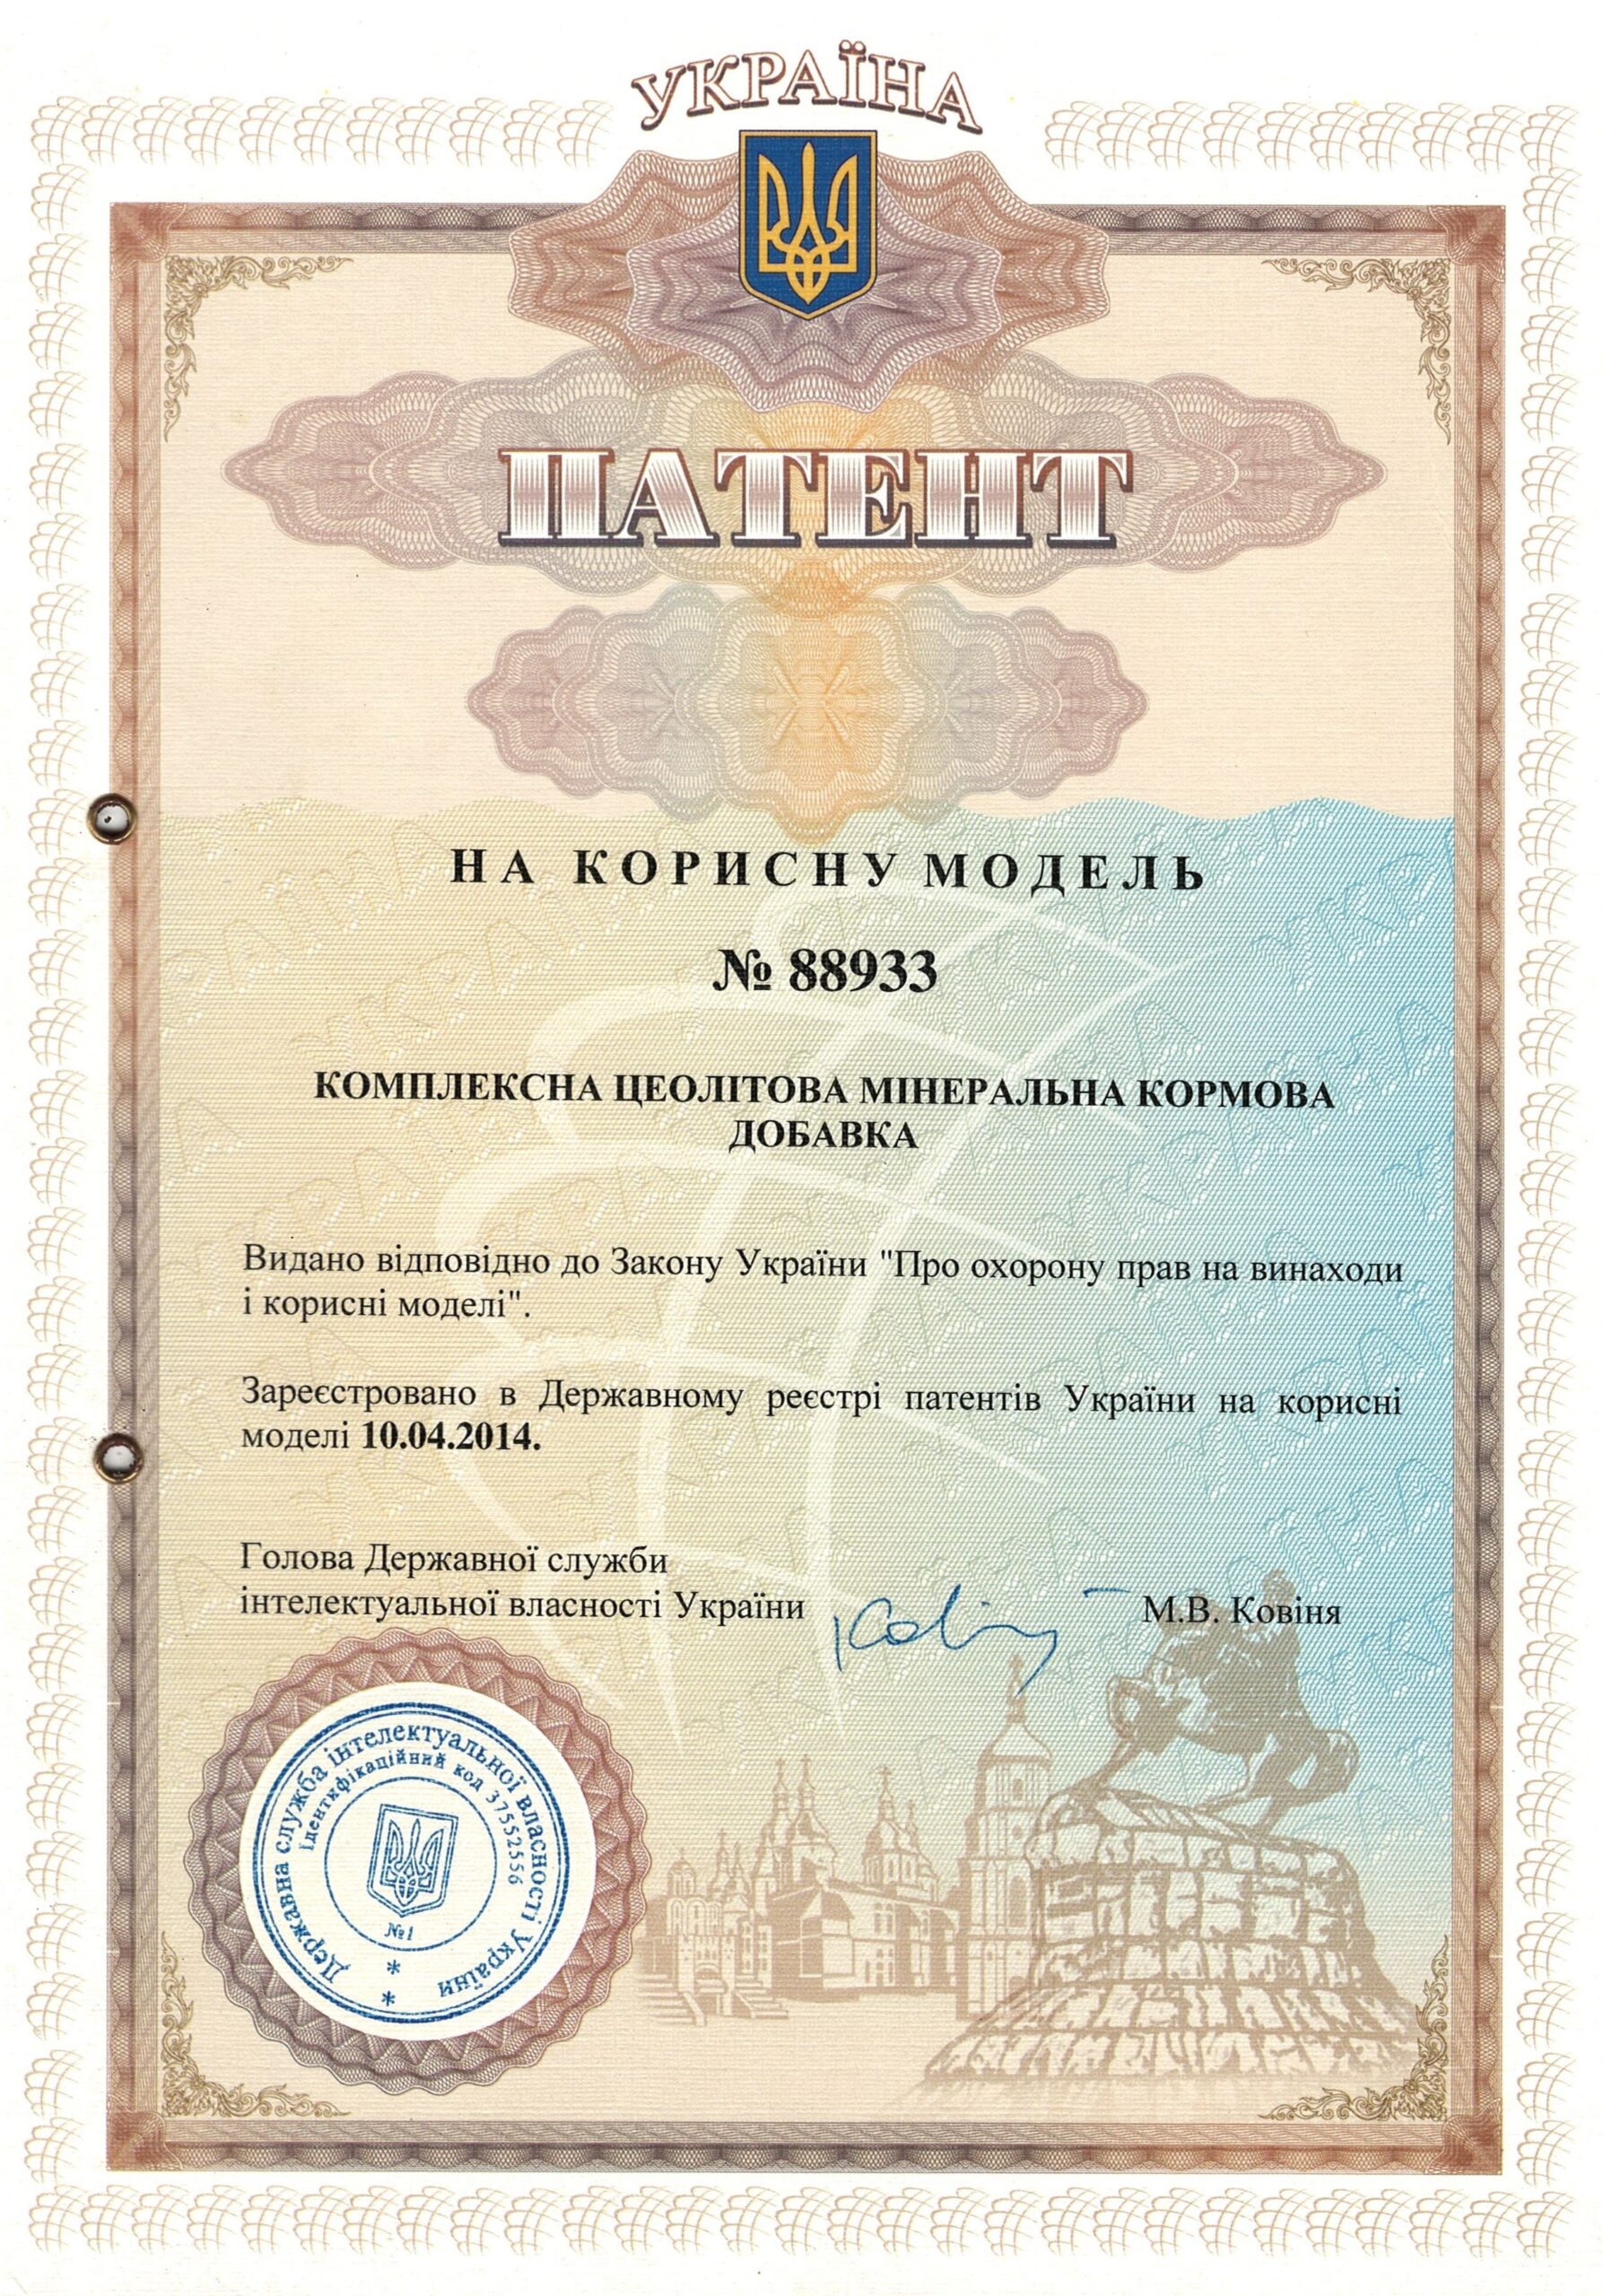 УКРАЇНА
ПАТЕНТ
НА КОРИСНУ МОДЕЛЬ
№ 88933
КОМПЛЕКСНА ЦЕОЛІТОВА МІНЕРАЛЬНА КОРМОВА
ДОБАВКА
Видано відповідно до Закону України "Про охорону прав на винаходи
і корисні моделі".
Зареєстровано в Державному реєстрі патентів України на корисні
моделі 10.04.2014.
Голова Державної служби
інтелектуальної власності України
М.В. Ковіня
Державна служба інтелектуальної власності України
Ідентифікаційний код 37552556
№1
* *